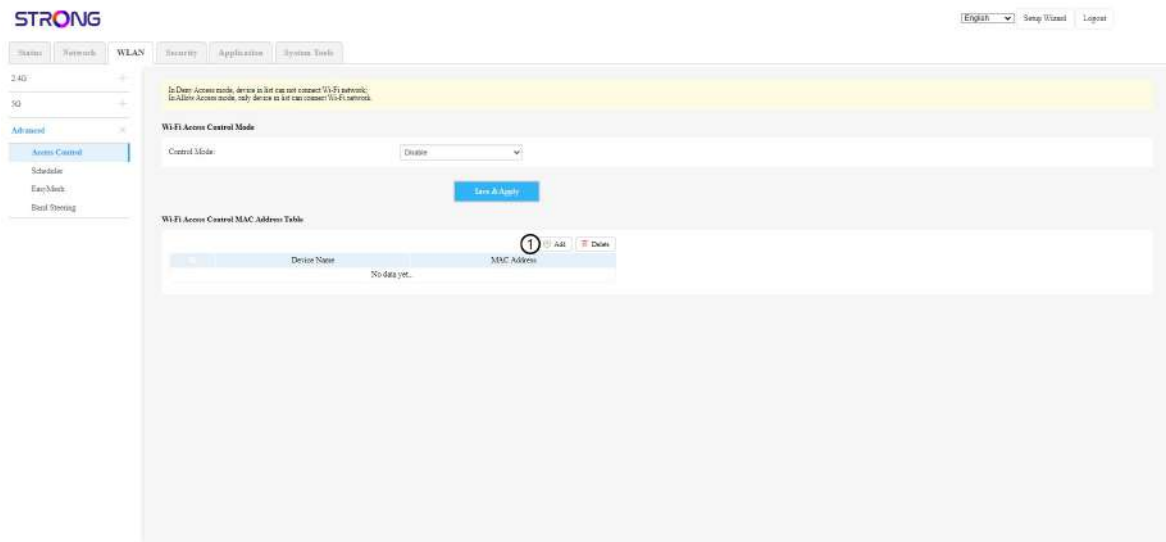 STRONG
English Setup Wizard Logout
Status Network WLAN Security Application System Tools
2.4G
5G
Advanced
Access Control
Scheduler
EasyMesh
Band Steering
In Deny Access mode, device in list can not connect Wi-Fi network;
In Allow Access mode, only device in list can connect Wi-Fi network.
Wi-Fi Access Control Mode
Control Mode: Disable
Save & Apply
Wi-Fi Access Control MAC Address Table
1 Add Delete
Device Name MAC Address
No data yet..